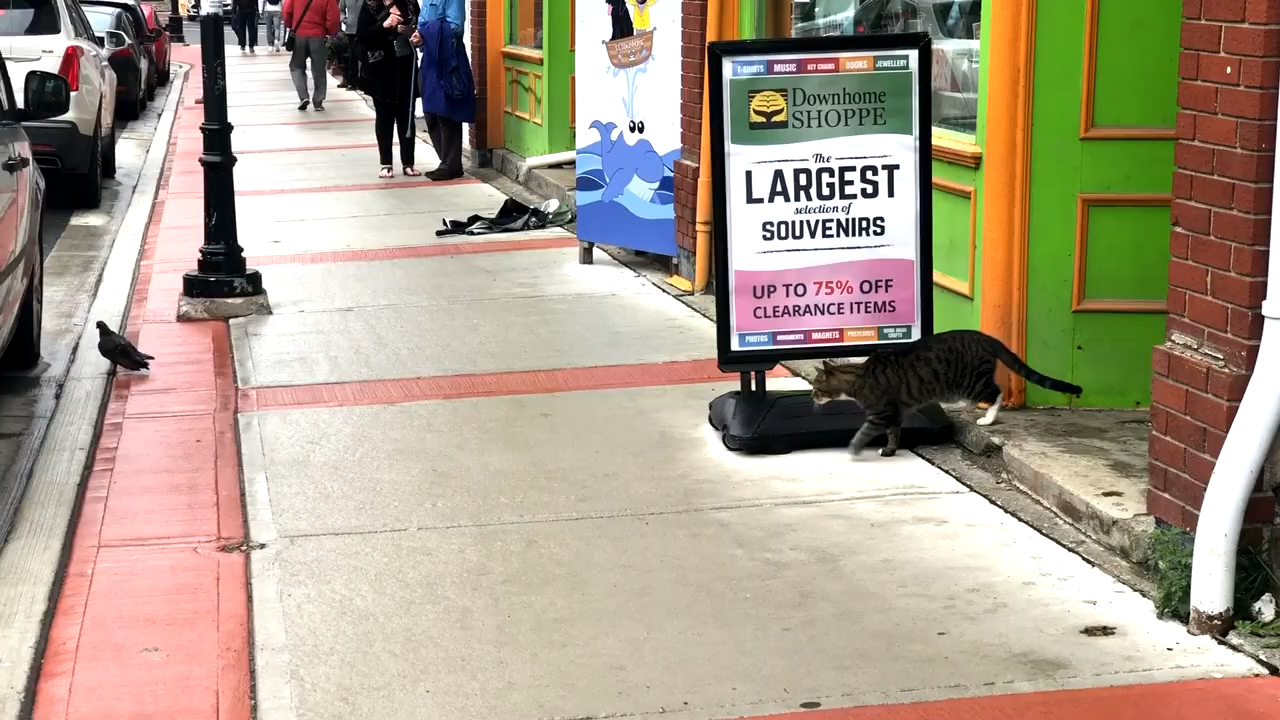 T-SHIRTS MUSIC KEY CHAINS BOOKS JEWELLERY
Downhome
SHOPPE
The
LARGEST
selection of
SOUVENIRS
UP TO 75% OFF
CLEARANCE ITEMS
PHOTOS ORNAMENTS MAGNETS POSTCARDS